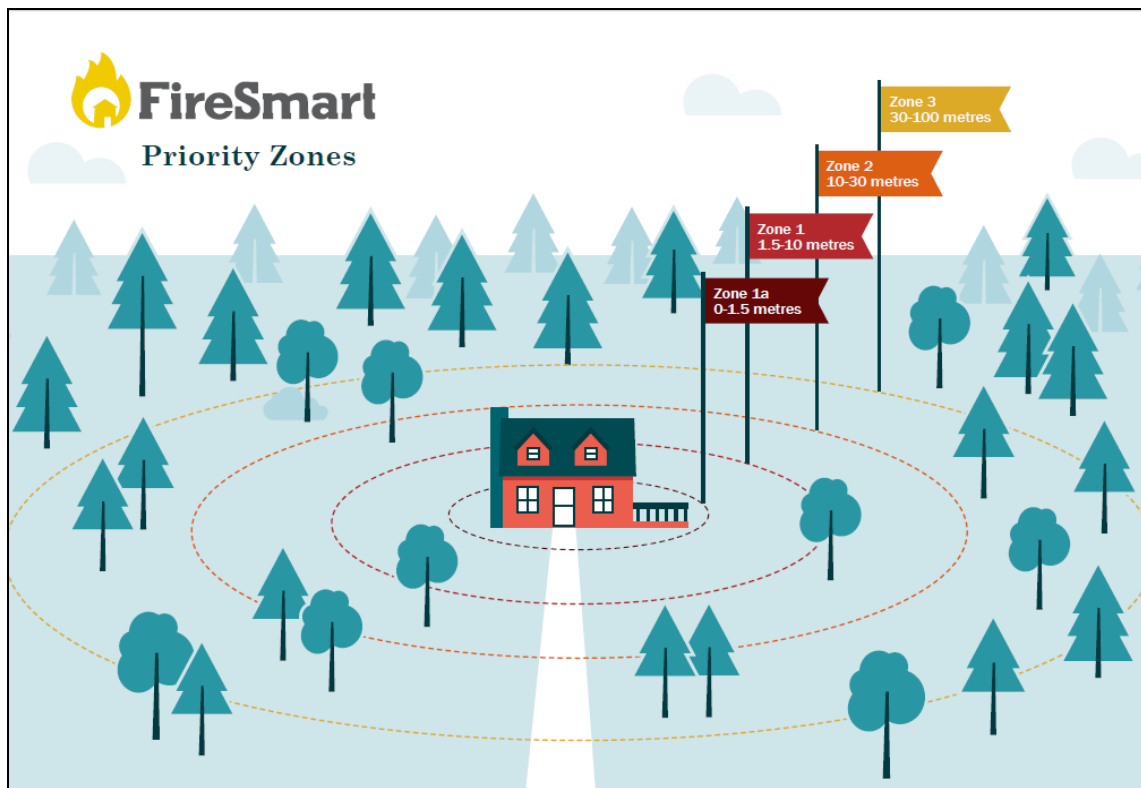 FireSmart
Priority Zones
Zone 3
30-100 metres
Zone 2
10-30 metres
Zone 1
1.5-10 metres
Zone 1a
0-1.5 metres